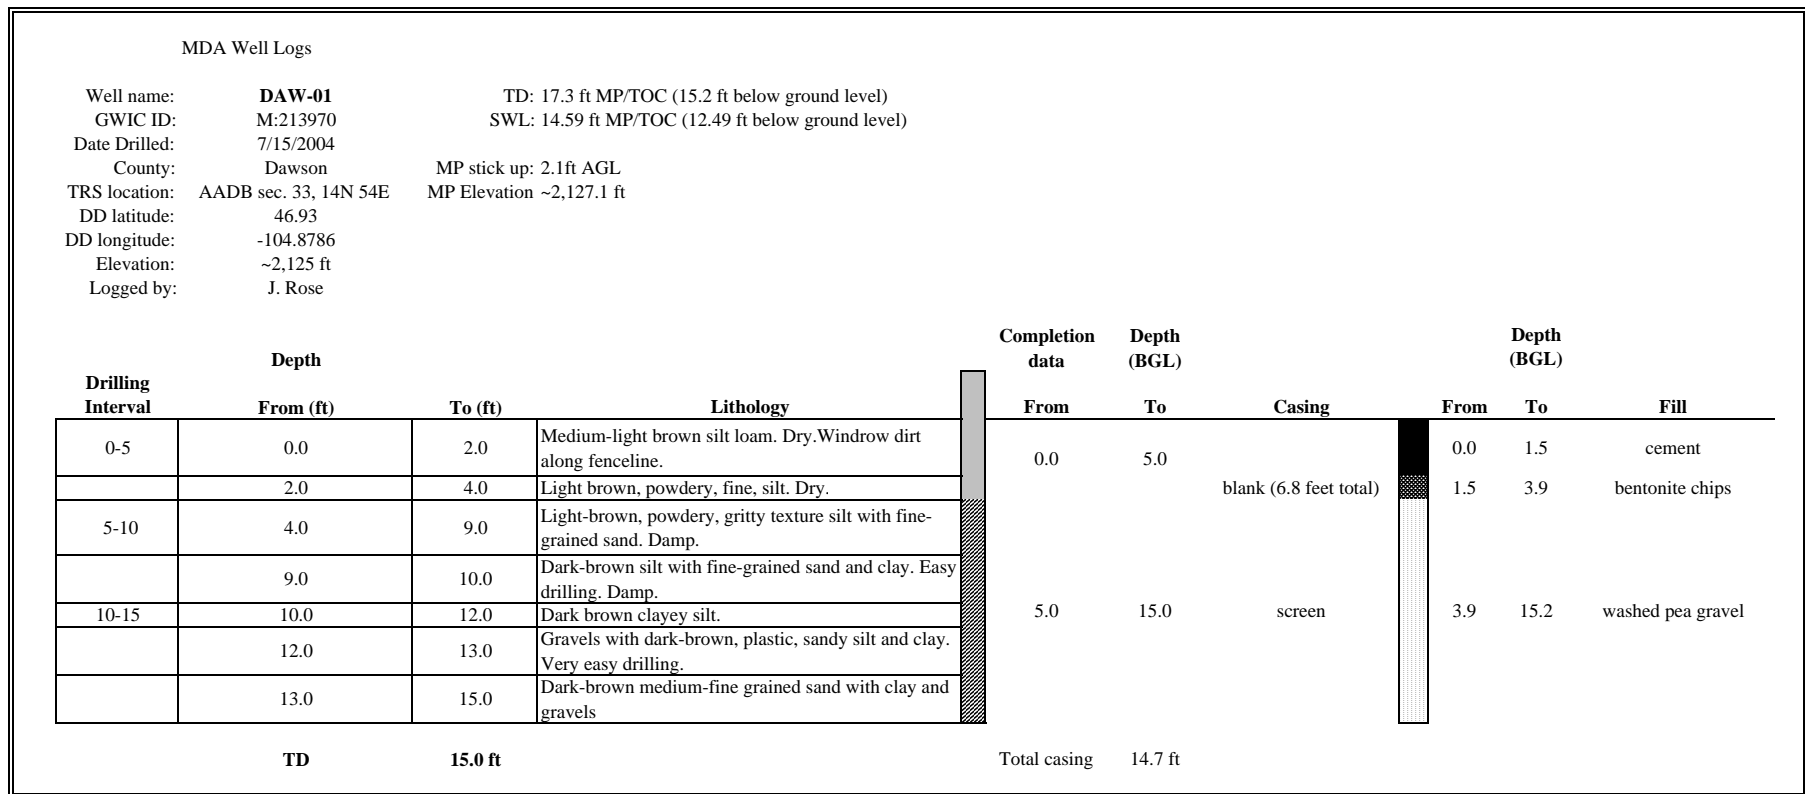 MDA Well Logs
Well name: DAW-01 TD: 17.3 ft MP/TOC (15.2 ft below ground level)
GWIC ID: M:213970 SWL: 14.59 ft MP/TOC (12.49 ft below ground level)
Date Drilled: 7/15/2004
County: Dawson MP stick up: 2.1ft AGL
TRS location: AADB sec. 33, 14N 54E MP Elevation ~2,127.1 ft
DD latitude: 46.93
DD longitude: -104.8786
Elevation: ~2,125 ft
Logged by: J. Rose
Completion Depth Depth
Depth data (BGL) (BGL)
Drilling
Interval From (ft) To (ft) Lithology From To Casing From To Fill
0-5 0.0 2.0 Medium-light brown silt loam. Dry.Windrow dirt
along fenceline. 0.0 5.0 0.0 1.5 cement
2.0 4.0 Light brown, powdery, fine, silt. Dry. blank (6.8 feet total) 1.5 3.9 bentonite chips
5-10 4.0 9.0 Light-brown, powdery, gritty texture silt with fine-
grained sand. Damp.
9.0 10.0 Dark-brown silt with fine-grained sand and clay. Easy
drilling. Damp.
10-15 10.0 12.0 Dark brown clayey silt. 5.0 15.0 screen 3.9 15.2 washed pea gravel
12.0 13.0 Gravels with dark-brown, plastic, sandy silt and clay.
Very easy drilling.
13.0 15.0 Dark-brown medium-fine grained sand with clay and
gravels
TD 15.0 ft Total casing 14.7 ft